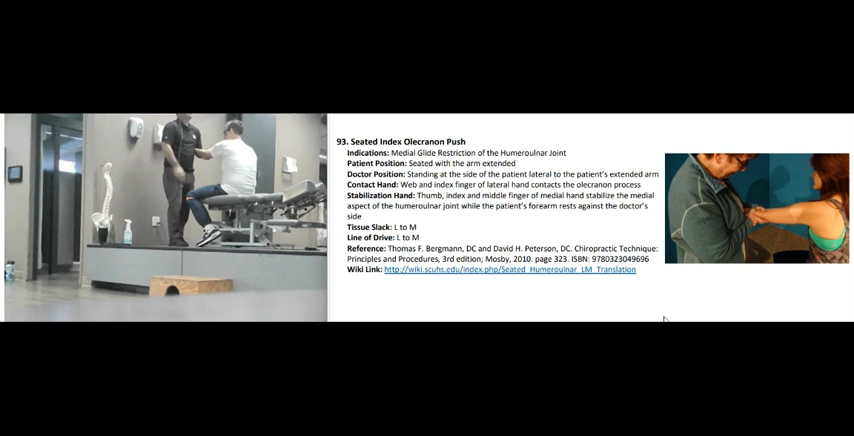 93. Seated Index Olecranon Push
Indications: Medial Glide Restriction of the Humeroulnar Joint
Patient Position: Seated with the arm extended
Doctor Position: Standing at the side of the patient lateral to the patient's extended arm
Contact Hand: Web and index finger of lateral hand contacts the olecranon process
Stabilization Hand: Thumb, index and middle finger of medial hand stabilize the medial
aspect of the humeroulnar joint while the patient's forearm rests against the doctor's
side
Tissue Slack: L to M
Line of Drive: L to M
Reference: Thomas F. Bergmann, DC and David H. Peterson, DC. Chiropractic Technique:
Principles and Procedures, 3rd edition; Mosby, 2010. page 323. ISBN: 9780323049696
Wiki Link: http://wiki.scuhs.edu/index.php/Seated_Humeroulnar_LM_Translation